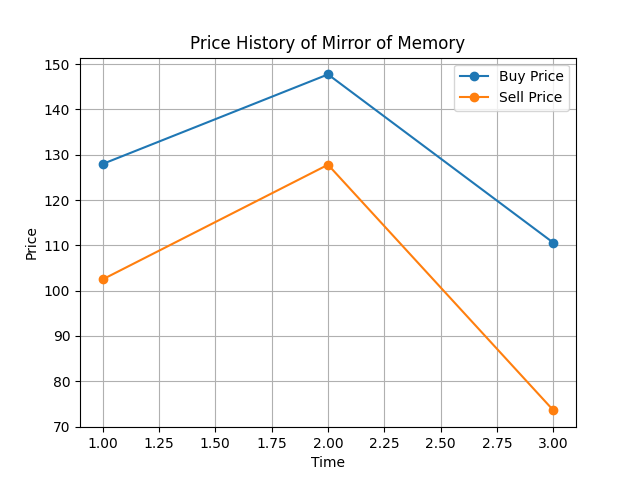 Price History of Mirror of Memory
Buy Price
Sell Price
150
140
130
120
110
100
90
80
70
Price
1.00 1.25 1.50 1.75 2.00 2.25 2.50 2.75 3.00
Time